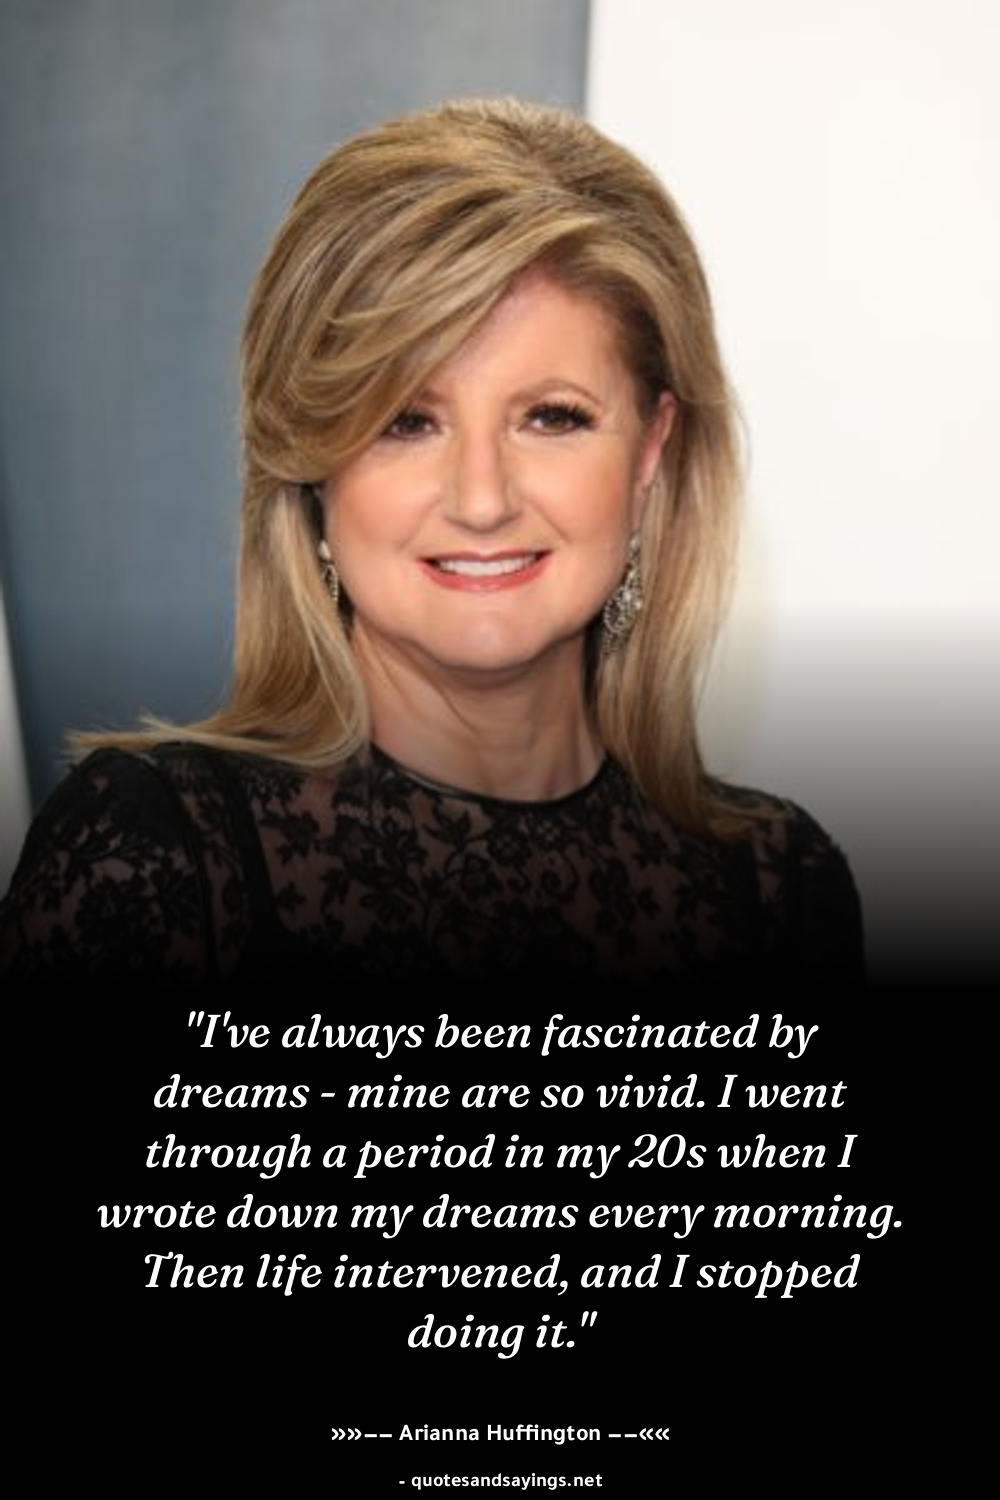 "I've always been fascinated by
dreams - mine are so vivid. I went
through a period in my 20s when I
wrote down my dreams every morning.
Then life intervened, and I stopped
doing it."
»»−− Arianna Huffington −−««
- quotesandsayings.net